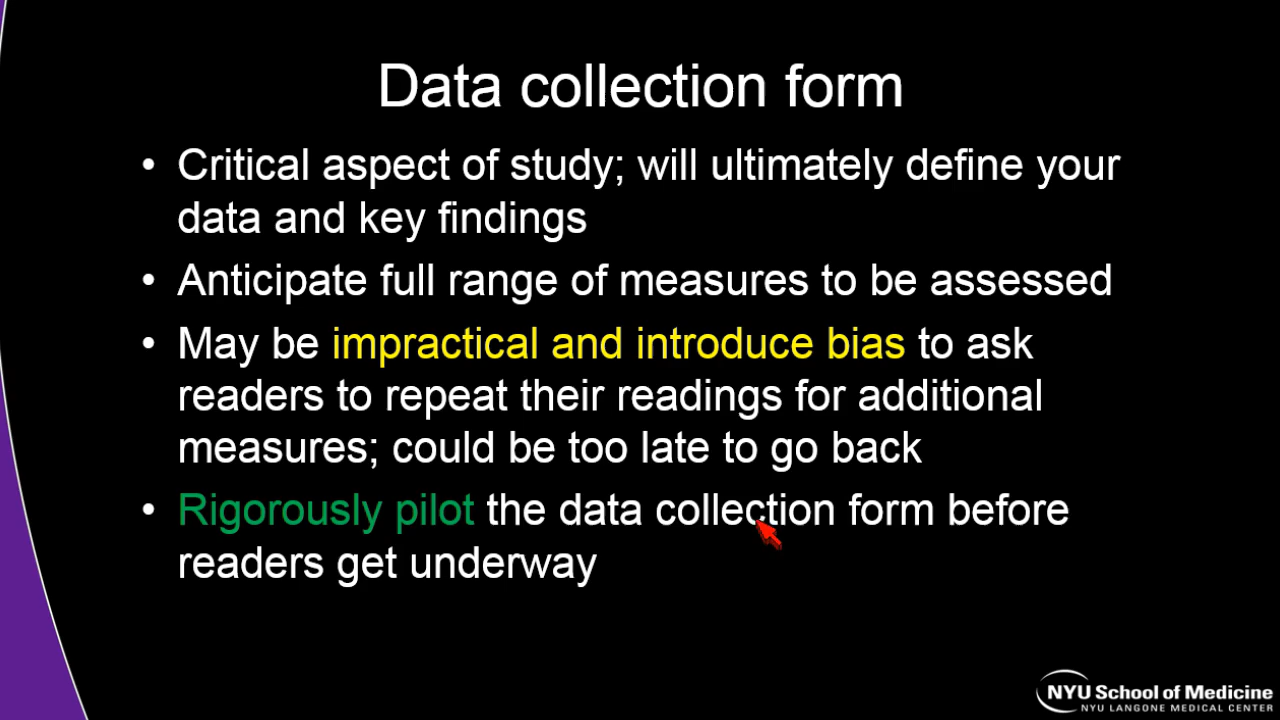 Data collection form
• Critical aspect of study; will ultimately define your
data and key findings
• Anticipate full range of measures to be assessed
• May be impractical and introduce bias to ask
readers to repeat their readings for additional
measures; could be too late to go back
• Rigorously pilot the data collection form before
readers get underway
NYU School of Medicine
NYU LANGONE MEDICAL CENTER